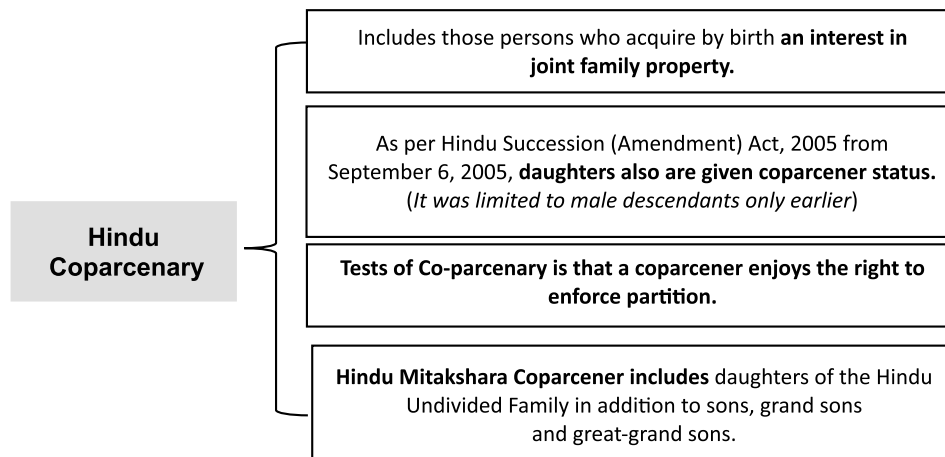 Includes those persons who acquire by birth an interest in
joint family property.
As per Hindu Succession (Amendment) Act, 2005 from
September 6, 2005, daughters also are given coparcener status.
(It was limited to male descendants only earlier)
Hindu
Coparcenary
Tests of Co-parcenary is that a coparcener enjoys the right to
enforce partition.
Hindu Mitakshara Coparcener includes daughters of the Hindu
Undivided Family in addition to sons, grand sons
and great-grand sons.